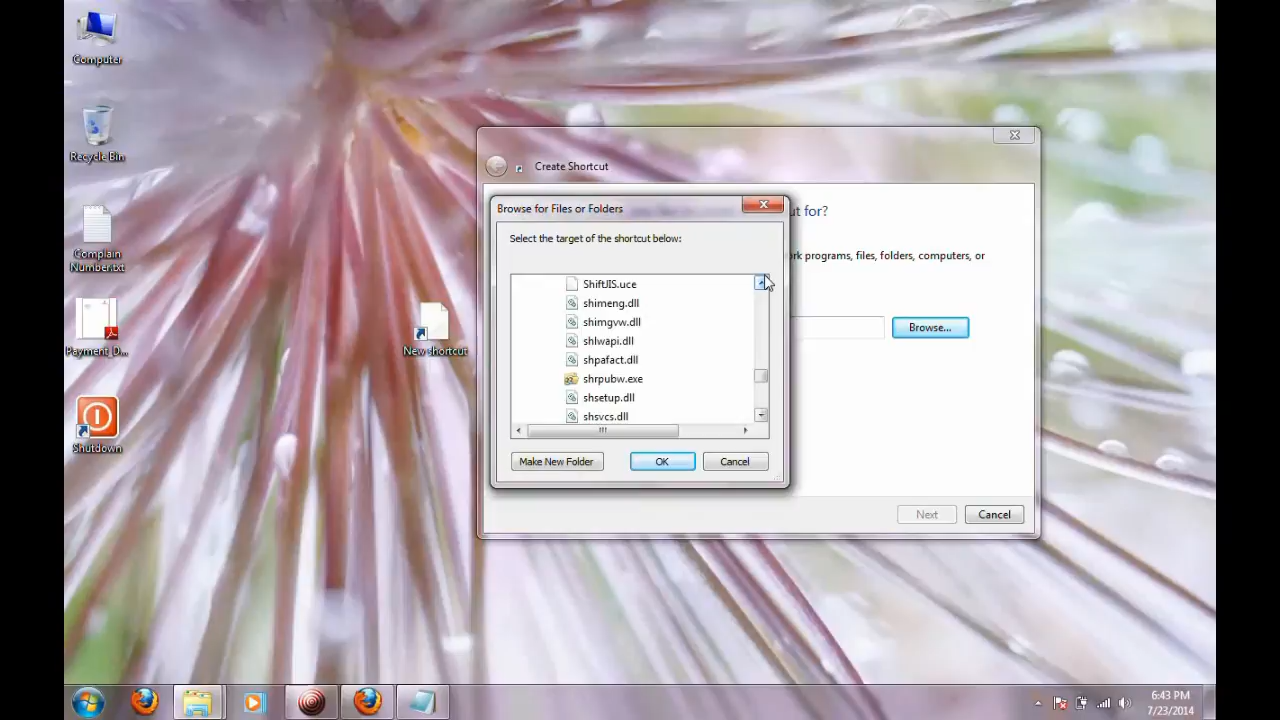 Computer
Recycle Bin
Complain
Number.txt
Payment_D...
Shutdown
New shortcut
Create Shortcut
ut for?
rk programs, files, folders, computers, or
Browse...
Next
Cancel
Browse for Files or Folders
Select the target of the shortcut below:
ShiftJIS.uce
shimeng.dll
shimgvw.dll
shlwapi.dll
shpafact.dll
shrpubw.exe
shsetup.dll
shsvcs.dll
Make New Folder
OK
Cancel
6:43 PM
7/23/2014